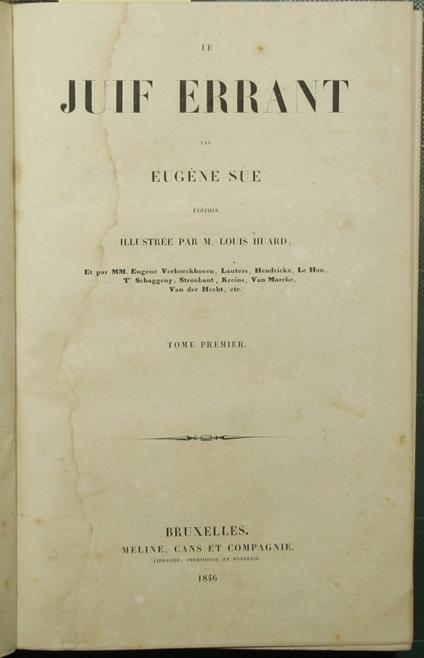 LE
JUIF ERRANT
PAR
EUGÈNE SÜE
ÉDITION
ILLUSTRÉE PAR M. LOUIS HUARD,
Et par MM. Eugène Verboeckhoven, Lauters, Hendrickx, Le Hon,
Tˢ Schaggeny, Stroobant, Kreins, Van Marcke,
Van der Hecht, etc.
TOME PREMIER.
BRUXELLES.
MELINE, CANS ET COMPAGNIE.
LIBRAIRIE, IMPRIMERIE ET FONDERIE.
1846